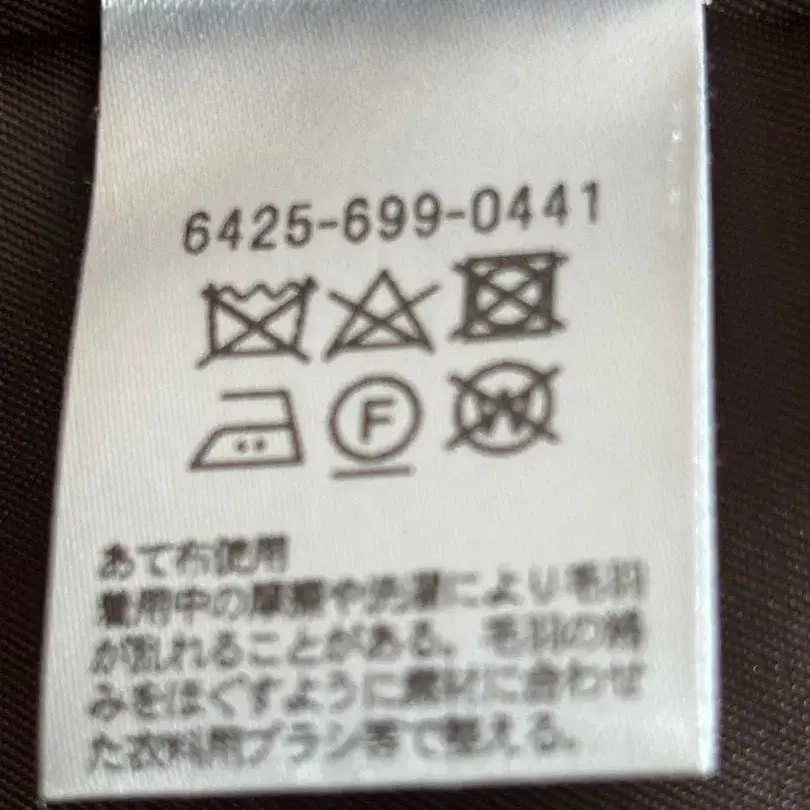 6425-699-0441
F
W
あて布使用
着用中の摩擦や洗濯により毛羽
が乱れることがある。毛羽の絡
みをほぐすように素材に合わせ
た衣料用ブラシ等で整える。